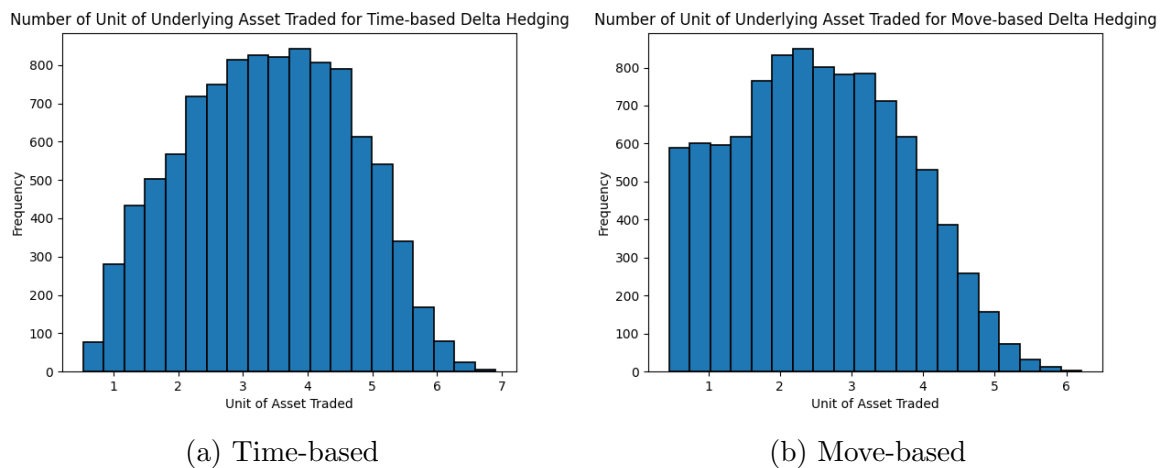 Number of Unit of Underlying Asset Traded for Time-based Delta Hedging
Frequency
800
700
600
500
400
300
200
100
0
1 2 3 4 5 6 7
Unit of Asset Traded
(a) Time-based
Number of Unit of Underlying Asset Traded for Move-based Delta Hedging
Frequency
800
700
600
500
400
300
200
100
0
1 2 3 4 5 6
Unit of Asset Traded
(b) Move-based